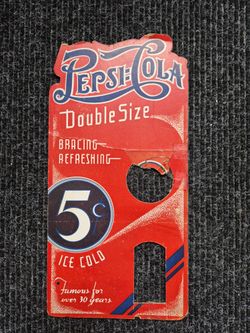 PEPSI-COLA
Double Size
BRACING
REFRESHING
5¢
ICE COLD
Famous for
over 30 years